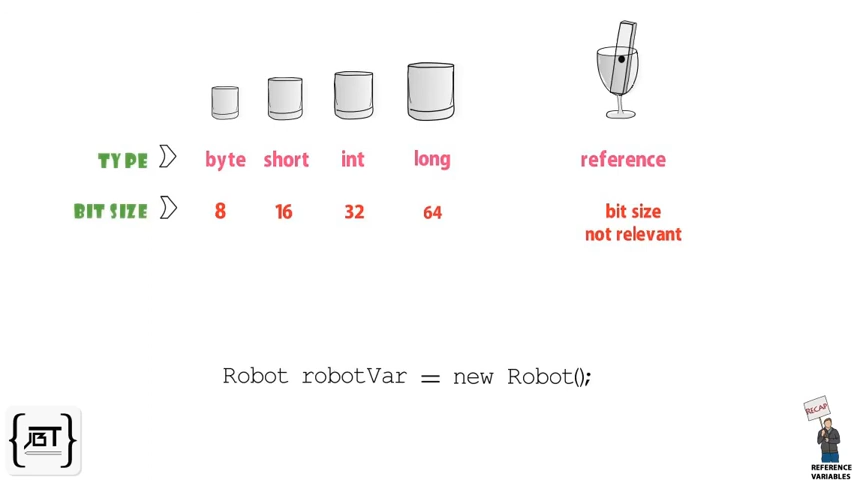 TYPE byte short int long reference
BIT SIZE 8 16 32 64 bit size
not relevant
Robot robotVar = new Robot();
{JBT}
RECAP
REFERENCE
VARIABLES